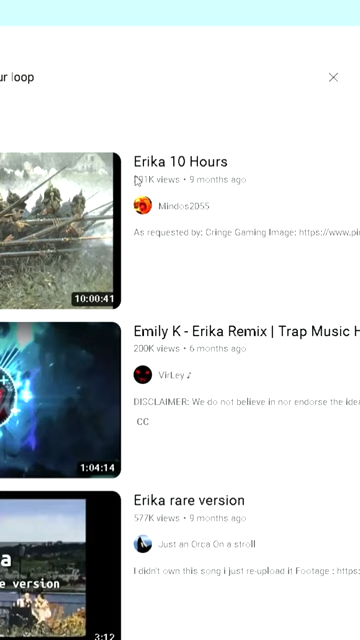 ur loop
Erika 10 Hours
views • 9 months ago
Mindos2055
As requested by: Cringe Gaming Image: https://www.pi
10:00:41
Emily K - Erika Remix | Trap Music H
200K views • 6 months ago
VirLey ♪
DISCLAIMER: We do not believe in nor endorse the ide
CC
1:04:14
Erika rare version
577K views • 9 months ago
Just an Orca On a stroll
I didn't own this song i just re-upload it Footage : https:
a
e version
3:12